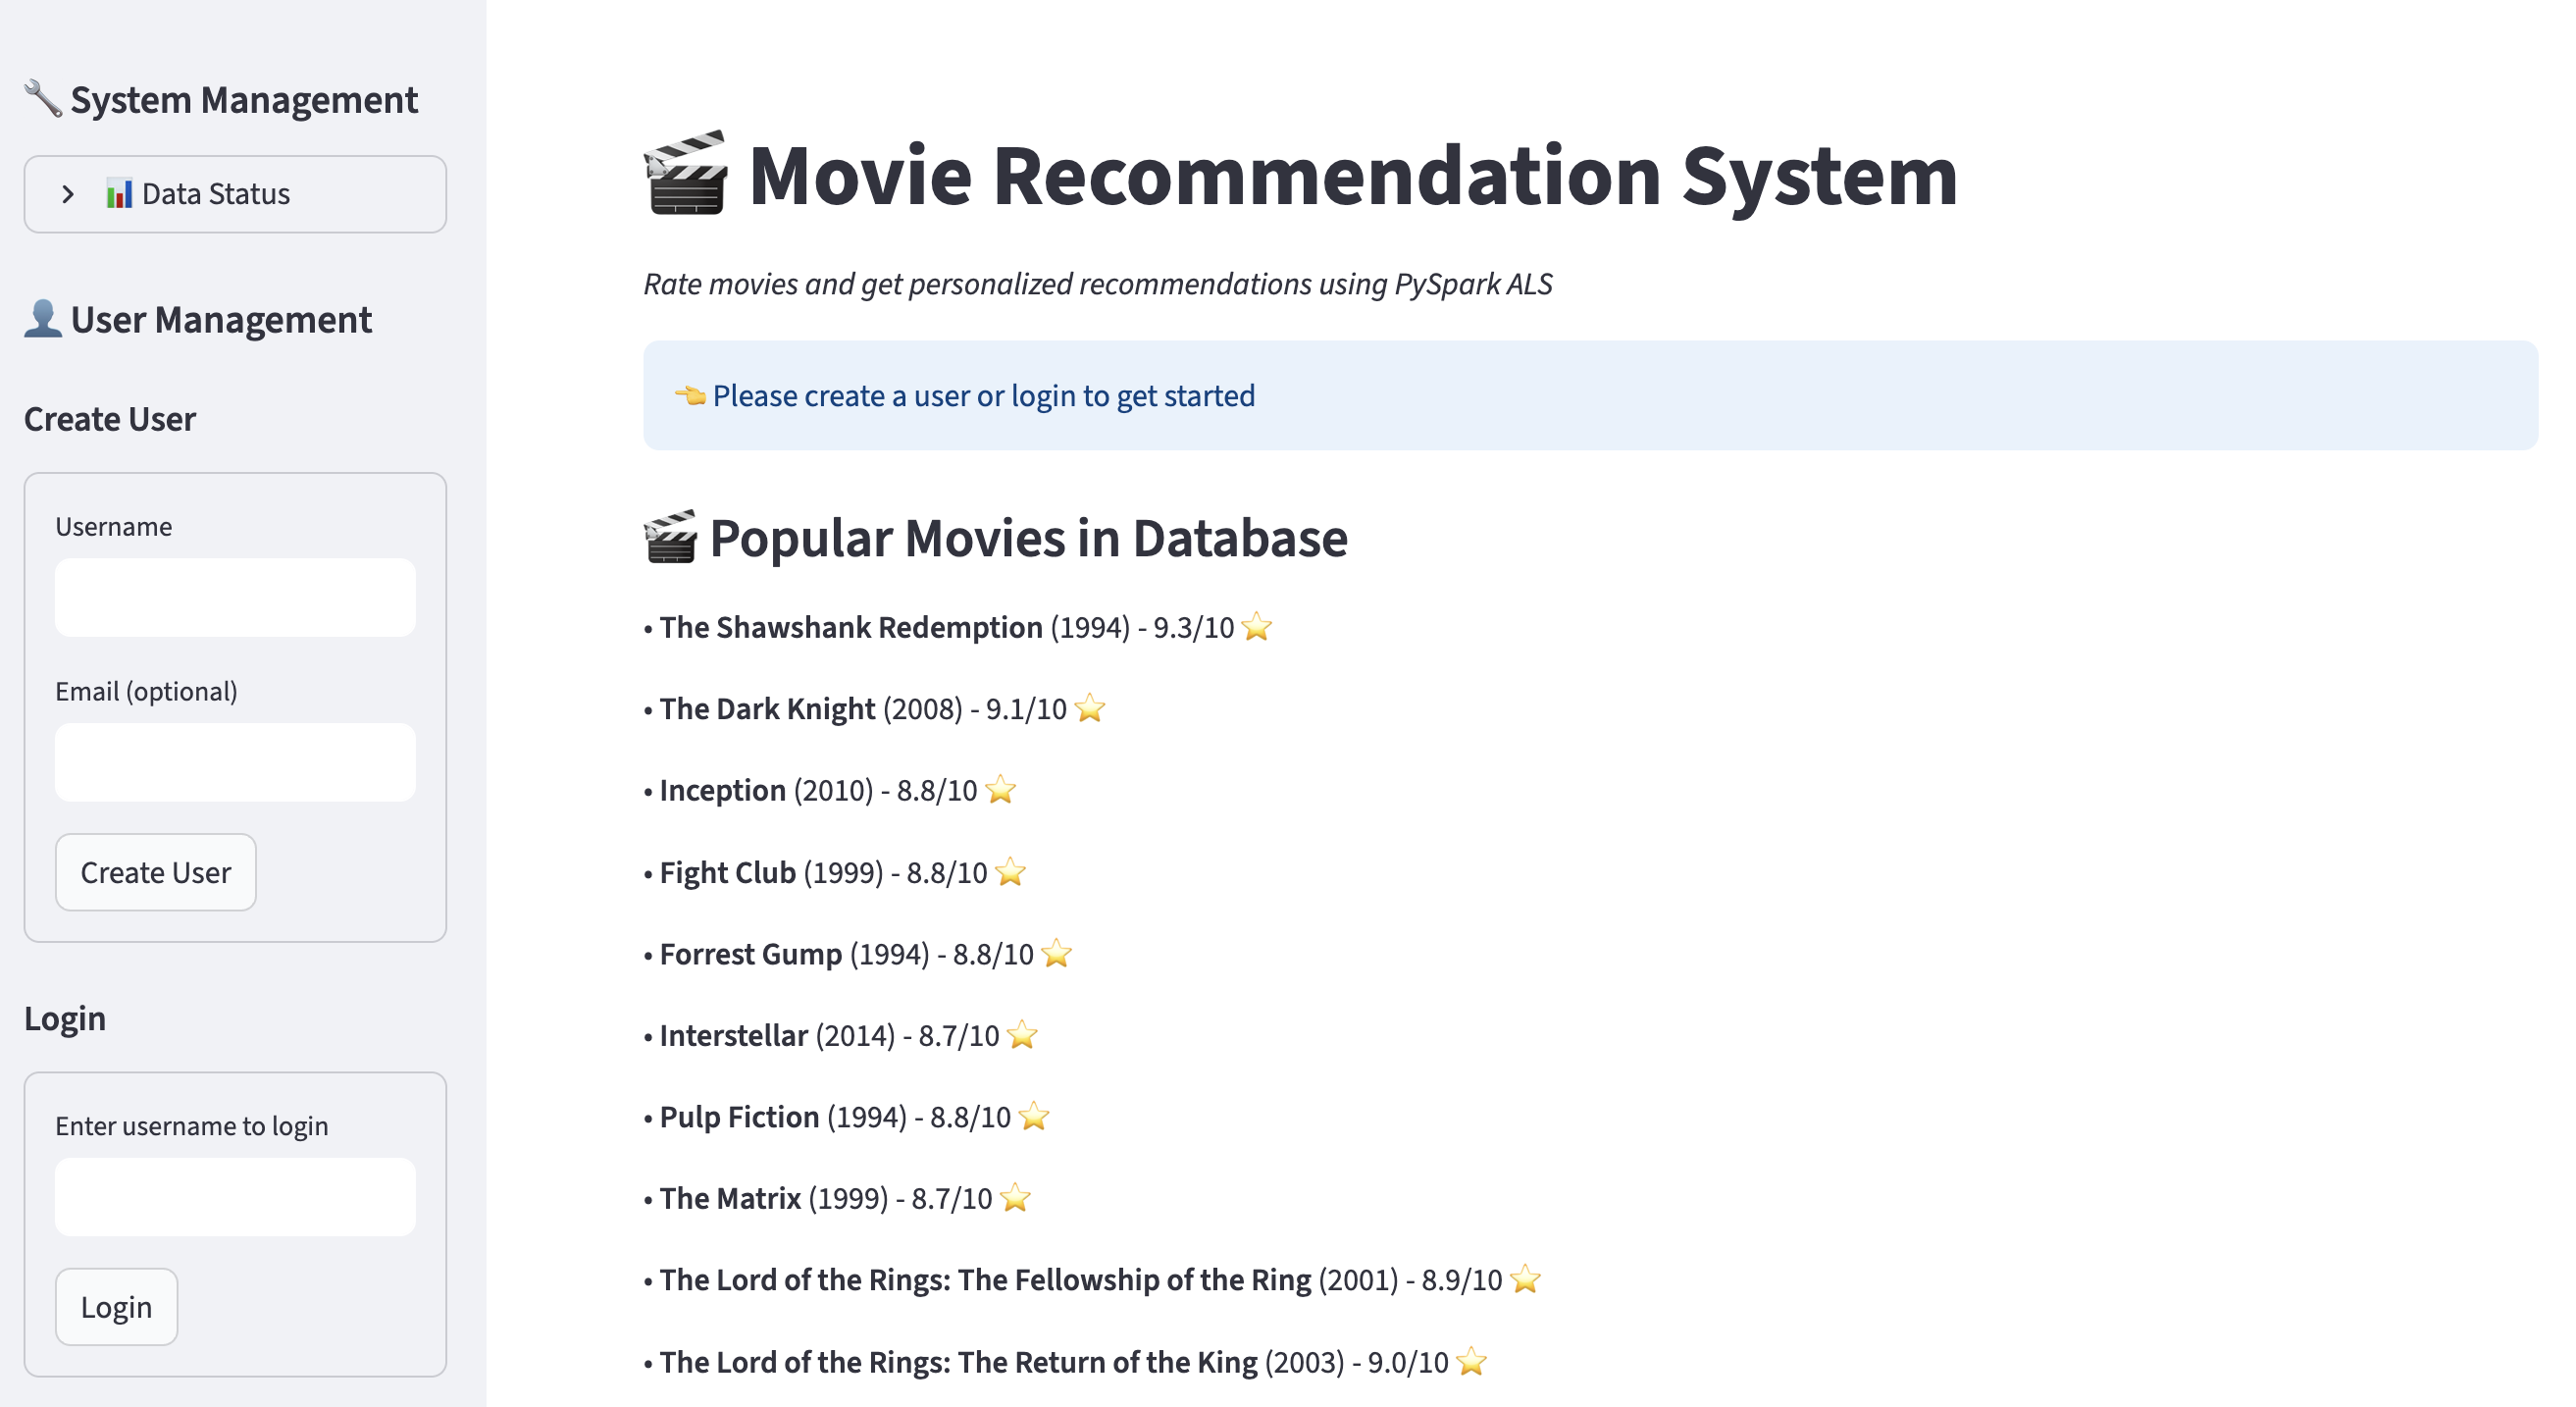 🔧 System Management
📊 Data Status
👤 User Management
Create User
Username
Email (optional)
Create User
Login
Enter username to login
Login
🎬 Movie Recommendation System
Rate movies and get personalized recommendations using PySpark ALS
👈 Please create a user or login to get started
🎬 Popular Movies in Database
• The Shawshank Redemption (1994) - 9.3/10 ⭐
• The Dark Knight (2008) - 9.1/10 ⭐
• Inception (2010) - 8.8/10 ⭐
• Fight Club (1999) - 8.8/10 ⭐
• Forrest Gump (1994) - 8.8/10 ⭐
• Interstellar (2014) - 8.7/10 ⭐
• Pulp Fiction (1994) - 8.8/10 ⭐
• The Matrix (1999) - 8.7/10 ⭐
• The Lord of the Rings: The Fellowship of the Ring (2001) - 8.9/10 ⭐
• The Lord of the Rings: The Return of the King (2003) - 9.0/10 ⭐